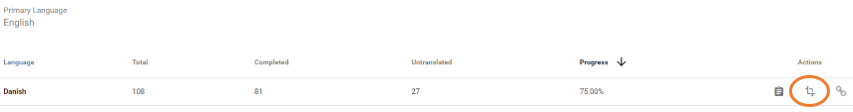 Primary Language
English
Language Total Completed Untranslated Progress Actions
Danish 108 81 27 75.00%